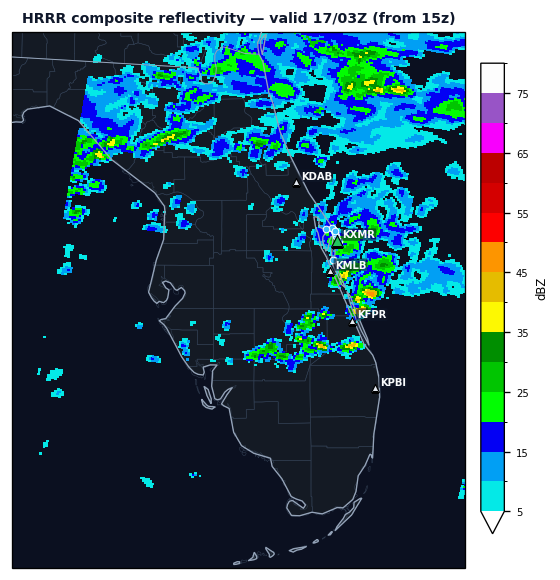 HRRR composite reflectivity — valid 17/03Z (from 15z)
KDAB
KXMR
KMLB
KFPR
KPBI
75
65
55
45
35
25
15
5
dBZ